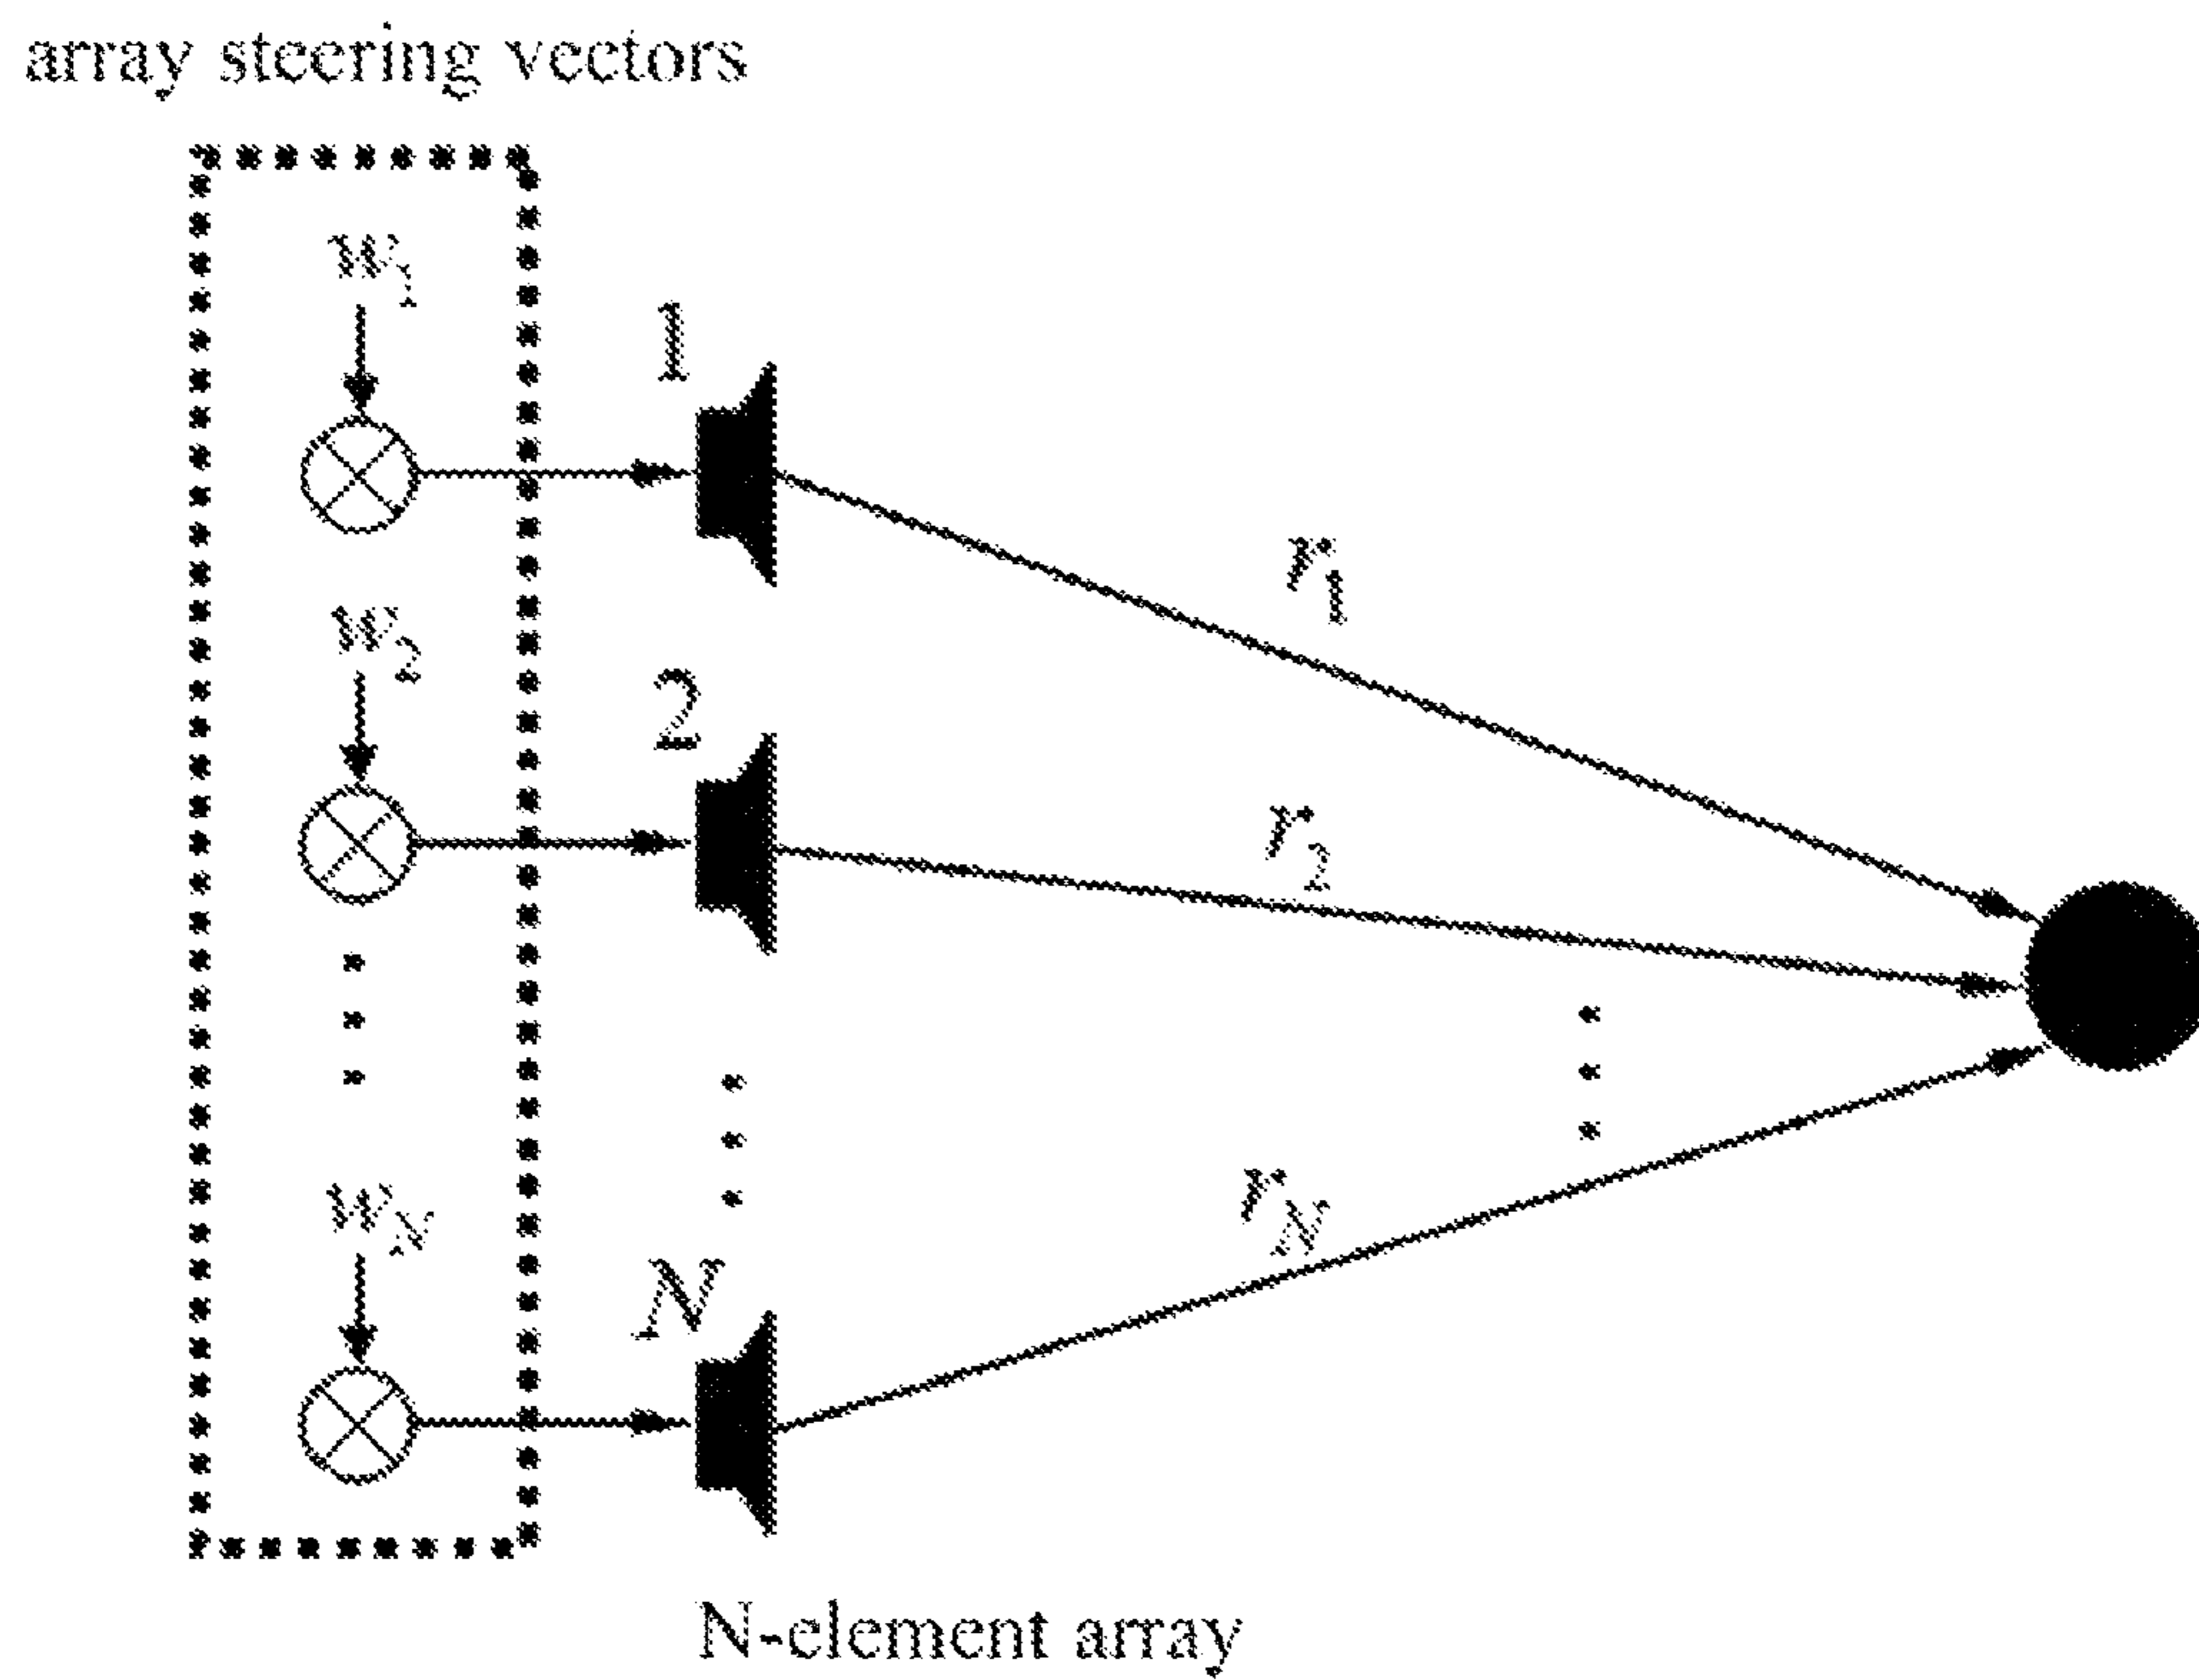 array steering vectors
w1
1
r1
w2
2
r2
wN
N
rN
N-element array